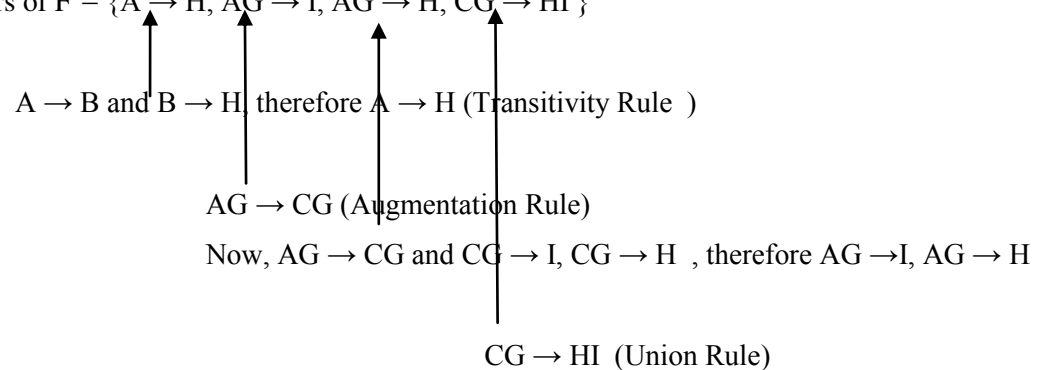 rs of F = {A → H, AG → I, AG → H, CG → HI }
A → B and B → H, therefore A → H (Transitivity Rule )
AG → CG (Augmentation Rule)
Now, AG → CG and CG → I, CG → H , therefore AG →I, AG → H
CG → HI (Union Rule)